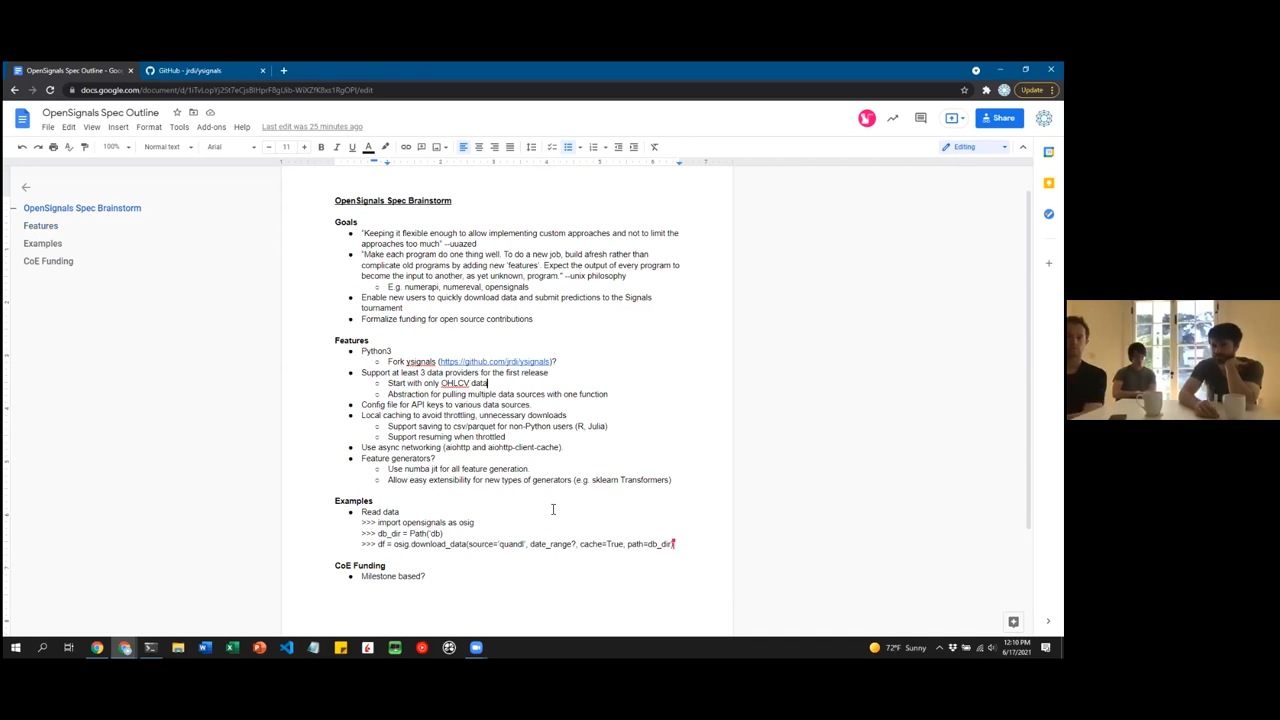 OpenSignals Spec Outline - Goo
GitHub - jrdi/ysignals
Update
OpenSignals Spec Outline
File Edit View Insert Format Tools Add-ons Help Last edit was 25 minutes ago
Share
100% Normal text Arial 11 Editing
OpenSignals Spec Brainstorm
Features
Examples
CoE Funding
OpenSignals Spec Brainstorm
Goals
"Keeping it flexible enough to allow implementing custom approaches and not to limit the
approaches too much" --uuazed
"Make each program do one thing well. To do a new job, build afresh rather than
complicate old programs by adding new 'features'. Expect the output of every program to
become the input to another, as yet unknown, program." --unix philosophy
E.g. numerapi, numereval, opensignals
Enable new users to quickly download data and submit predictions to the Signals
tournament
Formalize funding for open source contributions
Features
Python3
Fork ysignals (https://github.com/jrdi/ysignals)?
Support at least 3 data providers for the first release
Start with only OHLCV data
Abstraction for pulling multiple data sources with one function
Config file for API keys to various data sources.
Local caching to avoid throttling, unnecessary downloads
Support saving to csv/parquet for non-Python users (R, Julia)
Support resuming when throttled
Use async networking (aiohttp and aiohttp-client-cache).
Feature generators?
Use numba jit for all feature generation.
Allow easy extensibility for new types of generators (e.g. sklearn Transformers)
Examples
Read data
>>> import opensignals as osig
>>> db_dir = Path('db)
>>> df = osig.download_data(source='quandl', date_range?, cache=True, path=db_dir)
CoE Funding
Milestone based?
72°F Sunny
12:10 PM
6/17/2021